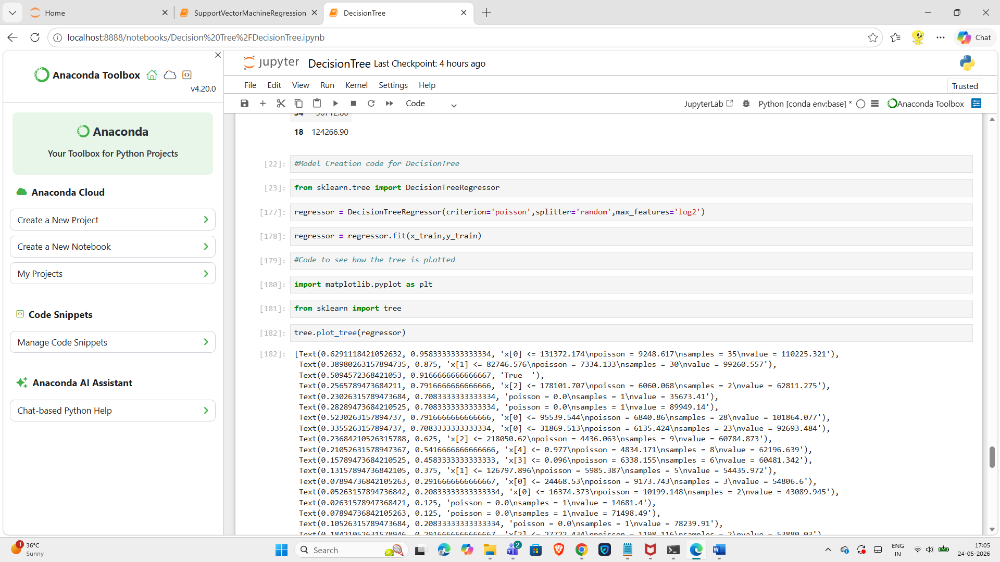 Home
SupportVectorMachineRegression
DecisionTree
localhost:8888/notebooks/Decision%20Tree%2FDecisionTree.ipynb
Chat
Anaconda Toolbox
v4.20.0
Anaconda
Your Toolbox for Python Projects
Anaconda Cloud
Create a New Project
Create a New Notebook
My Projects
Code Snippets
Manage Code Snippets
Anaconda AI Assistant
Chat-based Python Help
jupyter DecisionTree Last Checkpoint: 4 hours ago
File Edit View Run Kernel Settings Help
Trusted
Code
JupyterLab
Python [conda env:base] *
Anaconda Toolbox
18 124266.90
[22]: #Model Creation code for DecisionTree
[23]: from sklearn.tree import DecisionTreeRegressor
[177]: regressor = DecisionTreeRegressor(criterion='poisson',splitter='random',max_features='log2')
[178]: regressor = regressor.fit(x_train,y_train)
[179]: #Code to see how the tree is plotted
[180]: import matplotlib.pyplot as plt
[181]: from sklearn import tree
[182]: tree.plot_tree(regressor)
[182]: [Text(0.6291118421052632, 0.9583333333333334, 'x[0] <= 131372.174\npoisson = 9248.617\nsamples = 35\nvalue = 110225.321'),
Text(0.38980263157894735, 0.875, 'x[1] <= 82746.576\npoisson = 7334.133\nsamples = 30\nvalue = 99260.557'),
Text(0.5094572368421053, 0.9166666666666667, 'True  '),
Text(0.2565789473684211, 0.7916666666666666, 'x[2] <= 178101.707\npoisson = 6060.068\nsamples = 2\nvalue = 62811.275'),
Text(0.23026315789473684, 0.7083333333333334, 'poisson = 0.0\nsamples = 1\nvalue = 35673.41'),
Text(0.28289473684210525, 0.7083333333333334, 'poisson = 0.0\nsamples = 1\nvalue = 89949.14'),
Text(0.5230263157894737, 0.7916666666666666, 'x[0] <= 95539.544\npoisson = 6840.86\nsamples = 28\nvalue = 101864.077'),
Text(0.3355263157894737, 0.7083333333333334, 'x[0] <= 31869.513\npoisson = 6135.424\nsamples = 23\nvalue = 92693.484'),
Text(0.23684210526315788, 0.625, 'x[2] <= 218050.62\npoisson = 4436.063\nsamples = 9\nvalue = 60784.873'),
Text(0.21052631578947367, 0.5416666666666666, 'x[4] <= 0.977\npoisson = 4834.171\nsamples = 8\nvalue = 62196.639'),
Text(0.15789473684210525, 0.4583333333333333, 'x[3] <= 0.096\npoisson = 6338.155\nsamples = 6\nvalue = 60481.342'),
Text(0.13157894736842105, 0.375, 'x[1] <= 126797.896\npoisson = 5985.387\nsamples = 5\nvalue = 54435.972'),
Text(0.07894736842105263, 0.2916666666666667, 'x[0] <= 24468.53\npoisson = 9173.743\nsamples = 3\nvalue = 54806.6'),
Text(0.05263157894736842, 0.20833333333333334, 'x[0] <= 16374.373\npoisson = 10199.148\nsamples = 2\nvalue = 43089.945'),
Text(0.02631578947368421, 0.125, 'poisson = 0.0\nsamples = 1\nvalue = 14681.4'),
Text(0.07894736842105263, 0.125, 'poisson = 0.0\nsamples = 1\nvalue = 71498.49'),
Text(0.10526315789473684, 0.20833333333333334, 'poisson = 0.0\nsamples = 1\nvalue = 78239.91'),
Text(0.18421052631578946, 0.2916666666666667, 'x[2] <= 27722.434\npoisson = 1198.116\nsamples = 2\nvalue = 53880.03')
1
36°C
Sunny
Search
2
ENG
IN
17:05
24-05-2026